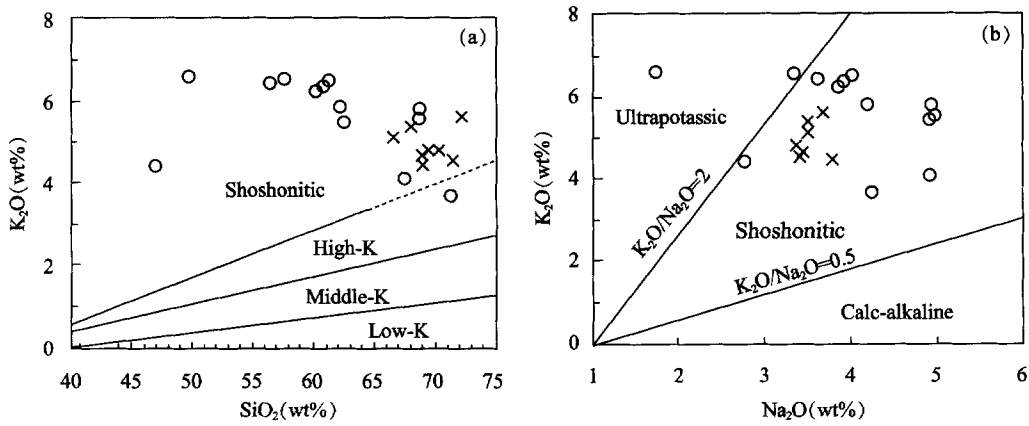 (a)
8
6
4
2
0
K₂O(wt%)
Shoshonitic
High-K
Middle-K
Low-K
40 45 50 55 60 65 70 75
SiO₂(wt%)
(b)
8
6
4
2
0
K₂O(wt%)
Ultrapotassic
K₂O/Na₂O=2
Shoshonitic
K₂O/Na₂O=0.5
Calc-alkaline
1 2 3 4 5 6
Na₂O(wt%)